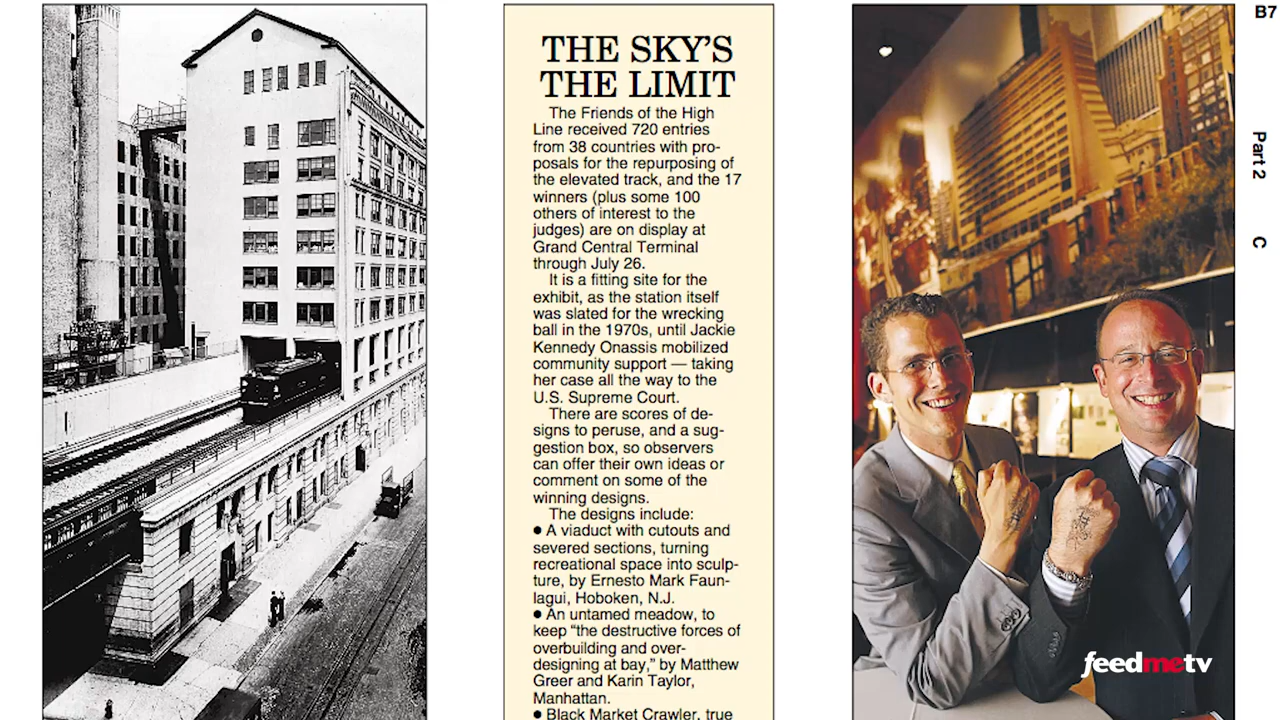 THE SKY'S
THE LIMIT
The Friends of the High
Line received 720 entries
from 38 countries with pro-
posals for the repurposing of
the elevated track, and the 17
winners (plus some 100
others of interest to the
judges) are on display at
Grand Central Terminal
through July 26.
It is a fitting site for the
exhibit, as the station itself
was slated for the wrecking
ball in the 1970s, until Jackie
Kennedy Onassis mobilized
community support — taking
her case all the way to the
U.S. Supreme Court.
There are scores of de-
signs to peruse, and a sug-
gestion box, so observers
can offer their own ideas or
comment on some of the
winning designs.
The designs include:
● A viaduct with cutouts and
severed sections, turning
recreational space into sculp-
ture, by Ernesto Mark Faun-
lagui, Hoboken, N.J.
● An untamed meadow, to
keep “the destructive forces of
overbuilding and over-
designing at bay,” by Matthew
Greer and Karin Taylor,
Manhattan.
● Black Market Crawler, true
B7
Part 2
C
feedmetv